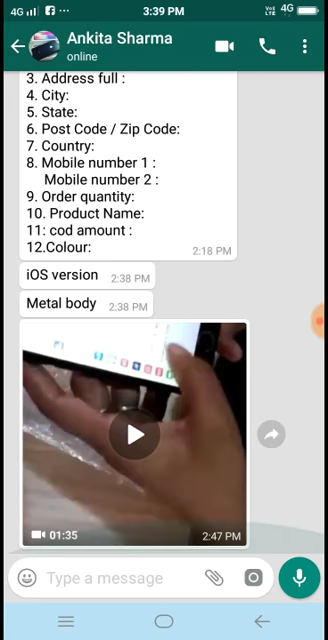 4G
3:39 PM
VoLTE 4G
Ankita Sharma
online
3. Address full :
4. City:
5. State:
6. Post Code / Zip Code:
7. Country:
8. Mobile number 1 :
Mobile number 2 :
9. Order quantity:
10. Product Name:
11: cod amount :
12.Colour:
2:18 PM
iOS version 2:38 PM
Metal body 2:38 PM
01:35 2:47 PM
Type a message